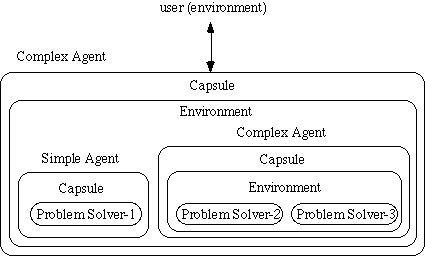 user (environment)
Complex Agent
Capsule
Environment
Complex Agent
Simple Agent
Capsule
Capsule
Environment
Problem Solver-1
Problem Solver-2
Problem Solver-3